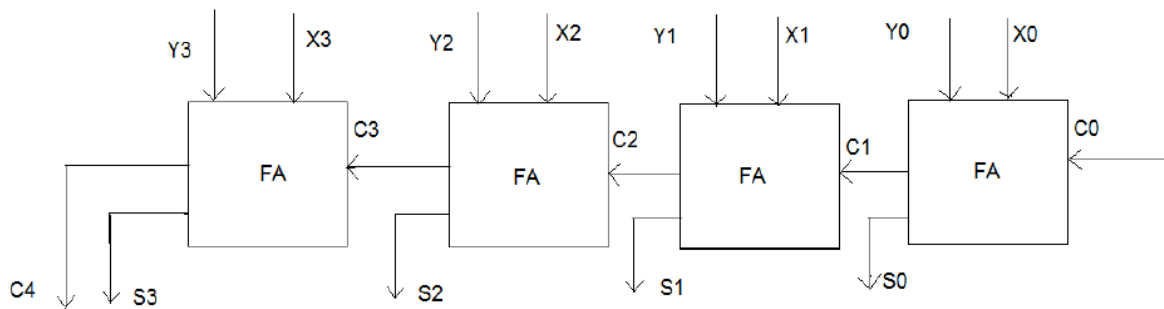 Y3 X3 Y2 X2 Y1 X1 Y0 X0
C3 C2 C1 C0
FA FA FA FA
C4 S3 S2 S1 S0